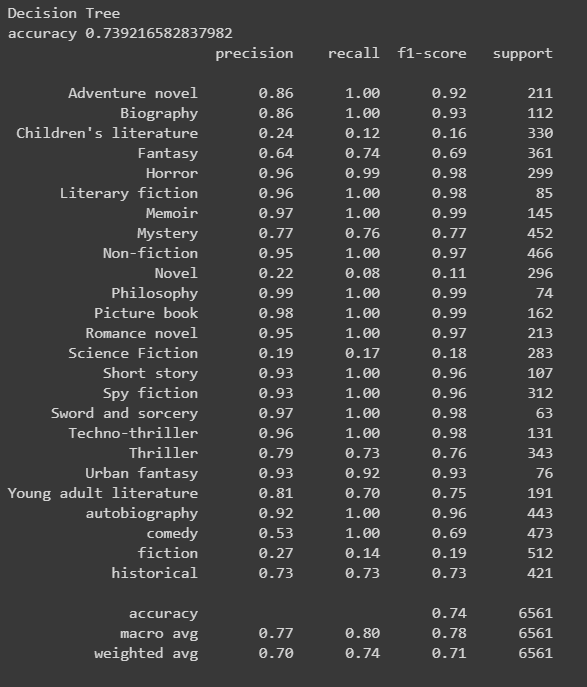 Decision Tree
accuracy 0.739216582837982
precision recall f1-score support
Adventure novel 0.86 1.00 0.92 211
Biography 0.86 1.00 0.93 112
Children's literature 0.24 0.12 0.16 330
Fantasy 0.64 0.74 0.69 361
Horror 0.96 0.99 0.98 299
Literary fiction 0.96 1.00 0.98 85
Memoir 0.97 1.00 0.99 145
Mystery 0.77 0.76 0.77 452
Non-fiction 0.95 1.00 0.97 466
Novel 0.22 0.08 0.11 296
Philosophy 0.99 1.00 0.99 74
Picture book 0.98 1.00 0.99 162
Romance novel 0.95 1.00 0.97 213
Science Fiction 0.19 0.17 0.18 283
Short story 0.93 1.00 0.96 107
Spy fiction 0.93 1.00 0.96 312
Sword and sorcery 0.97 1.00 0.98 63
Techno-thriller 0.96 1.00 0.98 131
Thriller 0.79 0.73 0.76 343
Urban fantasy 0.93 0.92 0.93 76
Young adult literature 0.81 0.70 0.75 191
autobiography 0.92 1.00 0.96 443
comedy 0.53 1.00 0.69 473
fiction 0.27 0.14 0.19 512
historical 0.73 0.73 0.73 421
accuracy 0.74 6561
macro avg 0.77 0.80 0.78 6561
weighted avg 0.70 0.74 0.71 6561